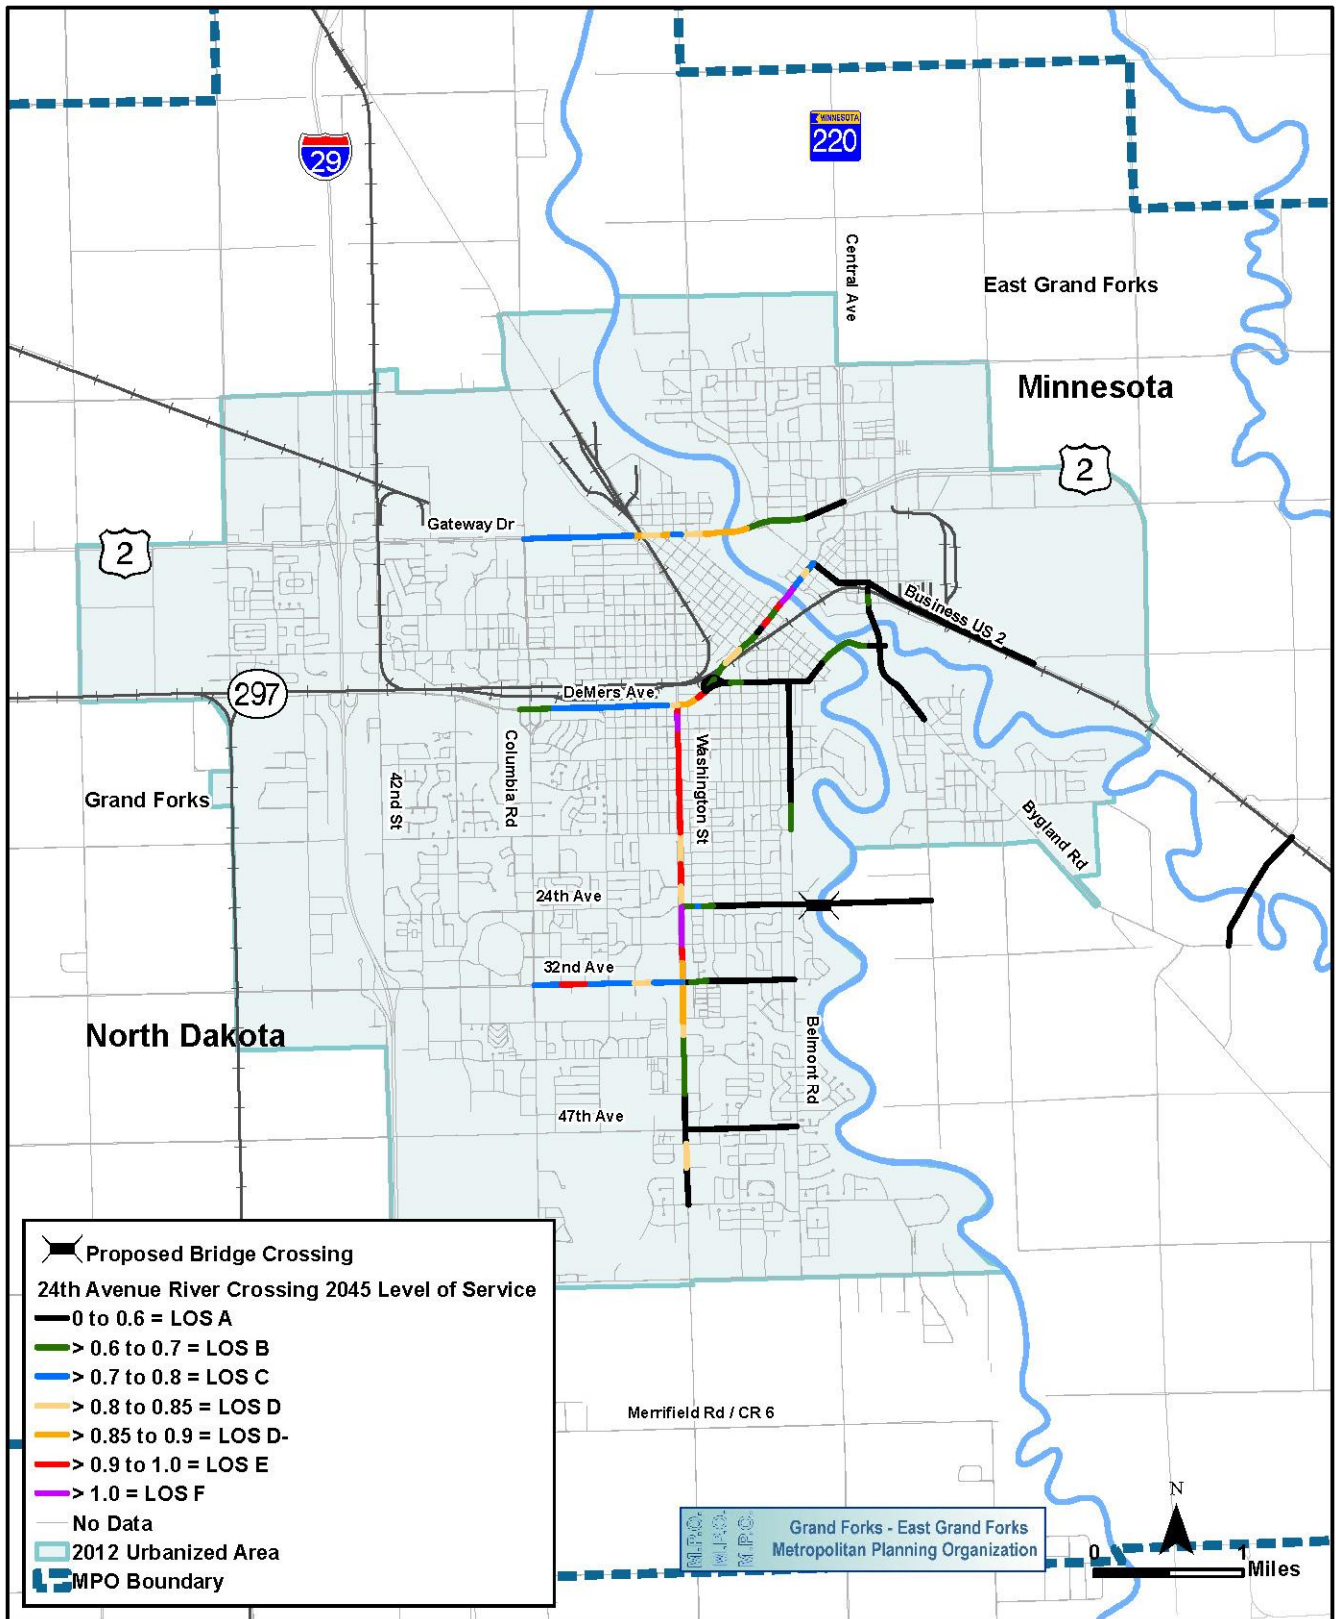 29
MINNESOTA
220
Central Ave
East Grand Forks
Minnesota
2
Gateway Dr
2
Business US 2
297
DeMers Ave.
Columbia Rd
Washington St
42nd St
Grand Forks
Bygland Rd
24th Ave
32nd Ave
North Dakota
Belmont Rd
47th Ave
Proposed Bridge Crossing
24th Avenue River Crossing 2045 Level of Service
0 to 0.6 = LOS A
> 0.6 to 0.7 = LOS B
> 0.7 to 0.8 = LOS C
> 0.8 to 0.85 = LOS D
> 0.85 to 0.9 = LOS D-
> 0.9 to 1.0 = LOS E
> 1.0 = LOS F
No Data
2012 Urbanized Area
MPO Boundary
Merrifield Rd / CR 6
M.P.O.
M.P.O.
M.P.O.
Grand Forks - East Grand Forks
Metropolitan Planning Organization
N
0 1
Miles